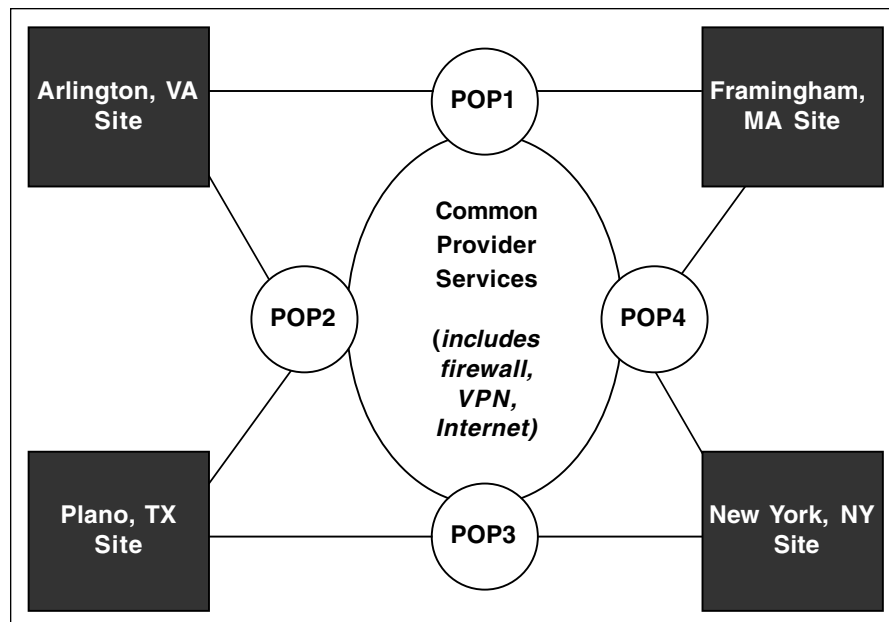 Arlington, VA
Site
POP1
Framingham,
MA Site
Common
Provider
Services
POP2
POP4
(includes
firewall,
VPN,
Internet)
Plano, TX
Site
POP3
New York, NY
Site